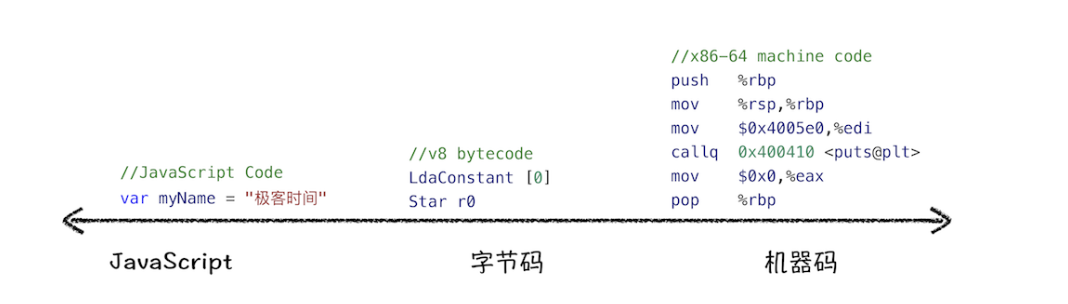 //JavaScript Code
var myName = "极客时间"
//v8 bytecode
LdaConstant [0]
Star r0
//x86-64 machine code
push %rbp
mov %rsp,%rbp
mov $0x4005e0,%edi
callq 0x400410 <puts@plt>
mov $0x0,%eax
pop %rbp
JavaScript
字节码
机器码